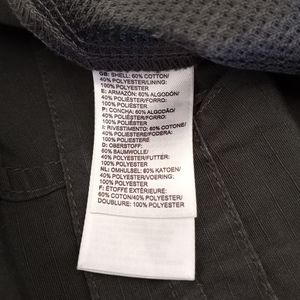 GB: SHELL: 60% COTTON/
40% POLYESTER/LINING:
100% POLYESTER
E: ARMAZÓN: 60% ALGODÓN/
40% POLIÉSTER/FORRO:
100% POLIÉSTER
P: CONCHA: 60% ALGODÃO/
40% POLIÉSTER/FORRO:
100% POLIÉSTER
I: RIVESTIMENTO: 60% COTONE/
40% POLIESTERE/FODERA:
100% POLIESTERE
D: OBERSTOFF:
60% BAUMWOLLE/
40% POLYESTER/FUTTER:
100% POLYESTER
NL: OMHULSEL: 60% KATOEN/
40% POLYESTER/VOERING:
100% POLYESTER
F: ÉTOFFE EXTÉRIEURE:
60% COTON/40% POLYESTER/
DOUBLURE: 100% POLYESTER